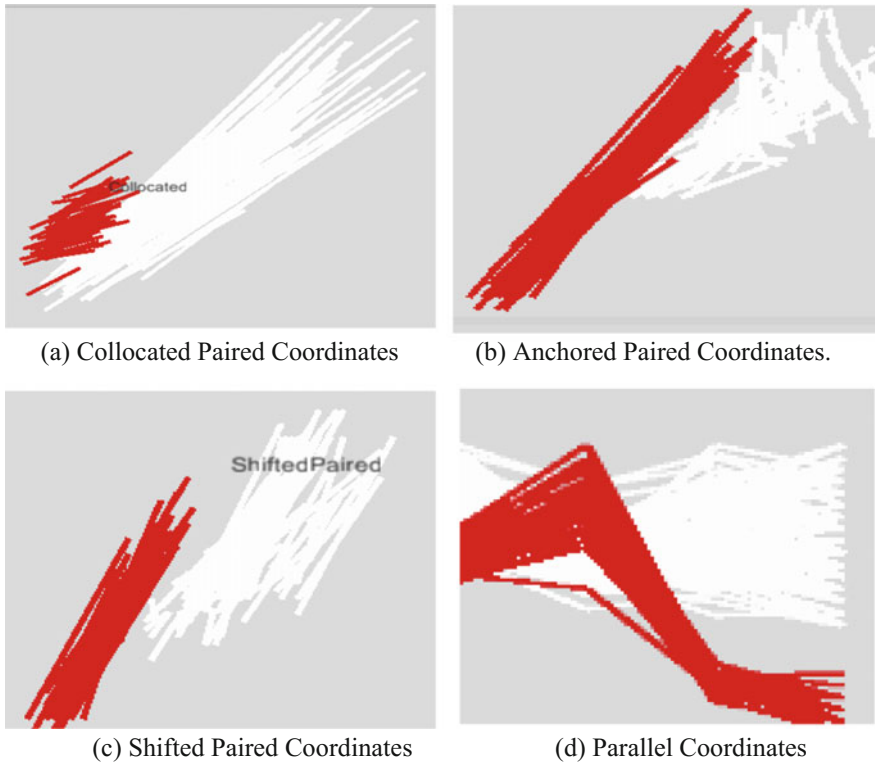 Collocated
(a) Collocated Paired Coordinates
(b) Anchored Paired Coordinates.
ShiftedPaired
(c) Shifted Paired Coordinates
(d) Parallel Coordinates